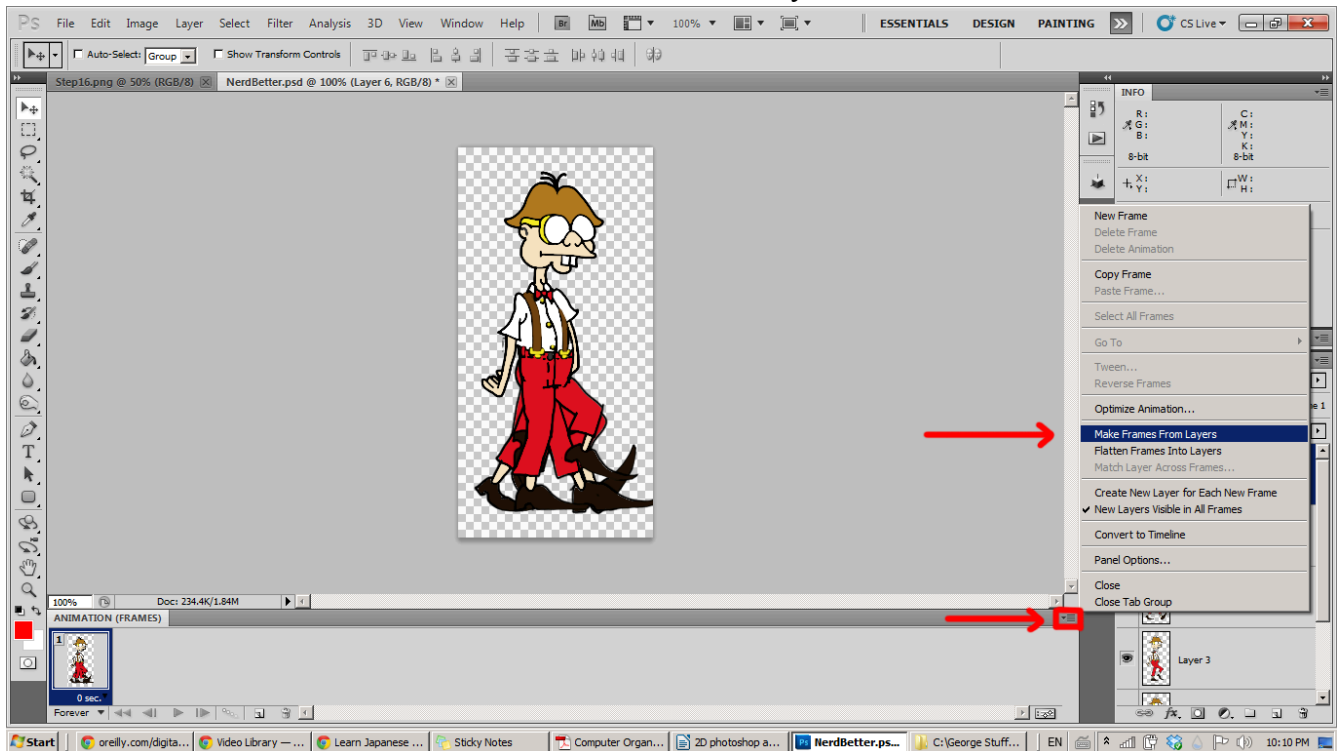 Ps File Edit Image Layer Select Filter Analysis 3D View Window Help Br Mb 100% ESSENTIALS DESIGN PAINTING >> CS Live
Auto-Select: Group Show Transform Controls
Step16.png @ 50% (RGB/8) NerdBetter.psd @ 100% (Layer 6, RGB/8) *
INFO
R: C:
G: M:
B: Y:
K:
8-bit 8-bit
X: W:
Y: H:
New Frame
Delete Frame
Delete Animation
Copy Frame
Paste Frame...
Select All Frames
Go To
Tween...
Reverse Frames
Optimize Animation...
Make Frames From Layers
Flatten Frames Into Layers
Match Layer Across Frames...
Create New Layer for Each New Frame
New Layers Visible in All Frames
Convert to Timeline
Panel Options...
Close
Close Tab Group
Layer 3
100% Doc: 234.4K/1.84M
ANIMATION (FRAMES)
1
0 sec.
Forever
fx.
Start oreilly.com/digita... Video Library — ... Learn Japanese ... Sticky Notes Computer Organ... 2D photoshop a... Ps NerdBetter.ps... C:\George Stuff... EN 10:10 PM